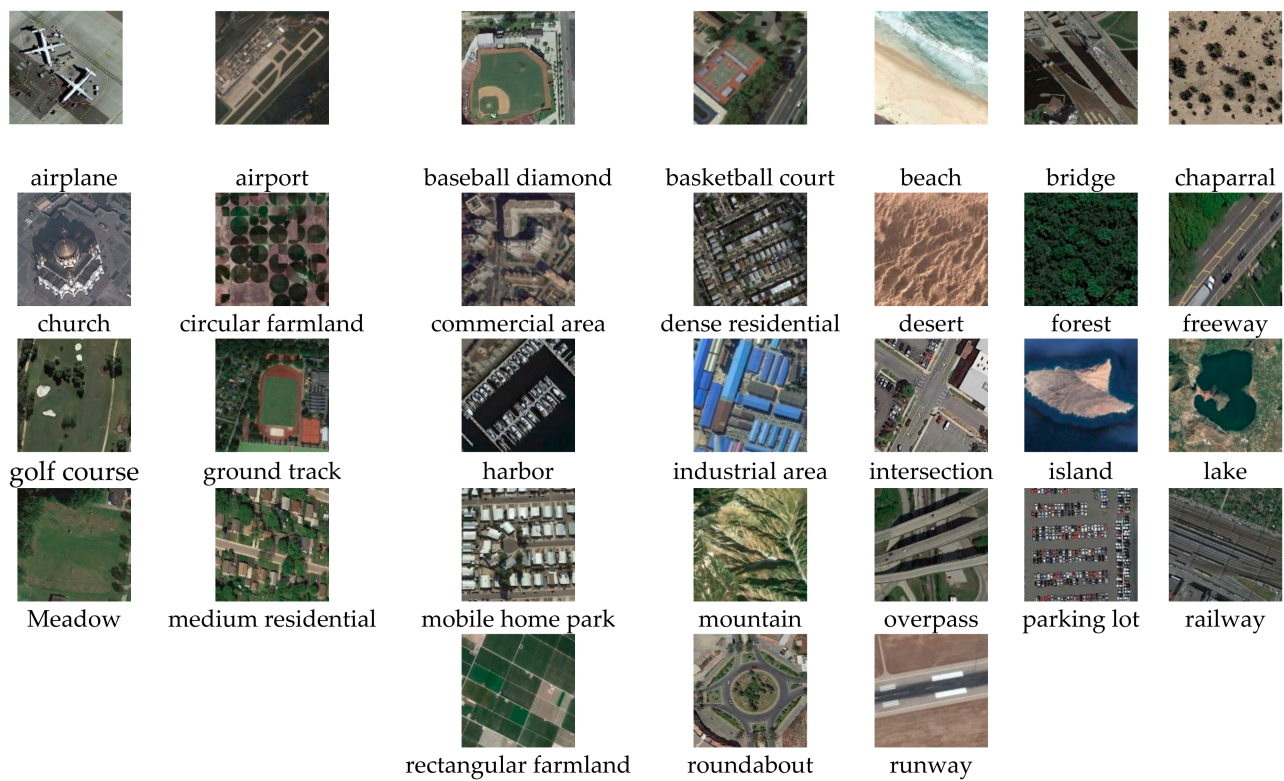 airplane airport baseball diamond basketball court beach bridge chaparral
church circular farmland commercial area dense residential desert forest freeway
golf course ground track harbor industrial area intersection island lake
Meadow medium residential mobile home park mountain overpass parking lot railway
rectangular farmland roundabout runway